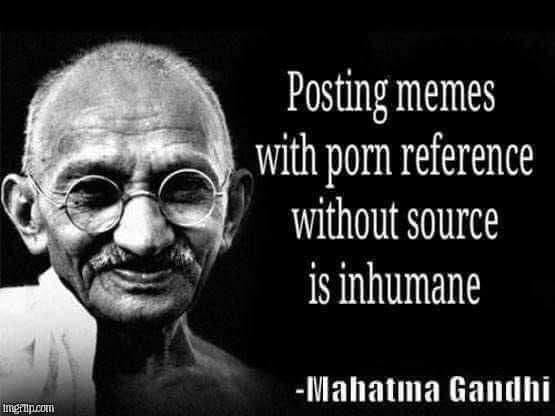 Posting memes
with porn reference
without source
is inhumane
-Mahatma Gandhi
imgflip.com